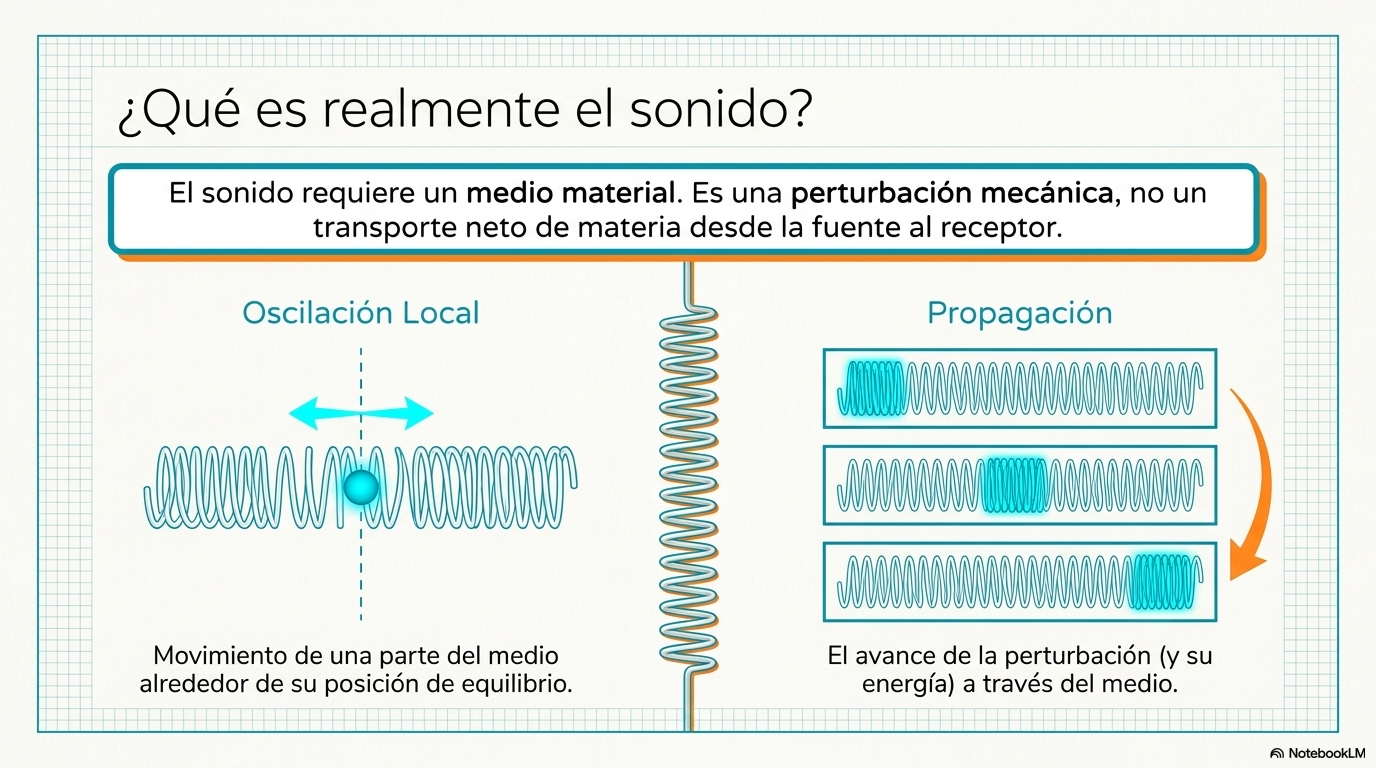 ¿Qué es realmente el sonido?
El sonido requiere un medio material. Es una perturbación mecánica, no un
transporte neto de materia desde la fuente al receptor.
Oscilación Local
Movimiento de una parte del medio
alrededor de su posición de equilibrio.
Propagación
El avance de la perturbación (y su
energía) a través del medio.
NotebookLM